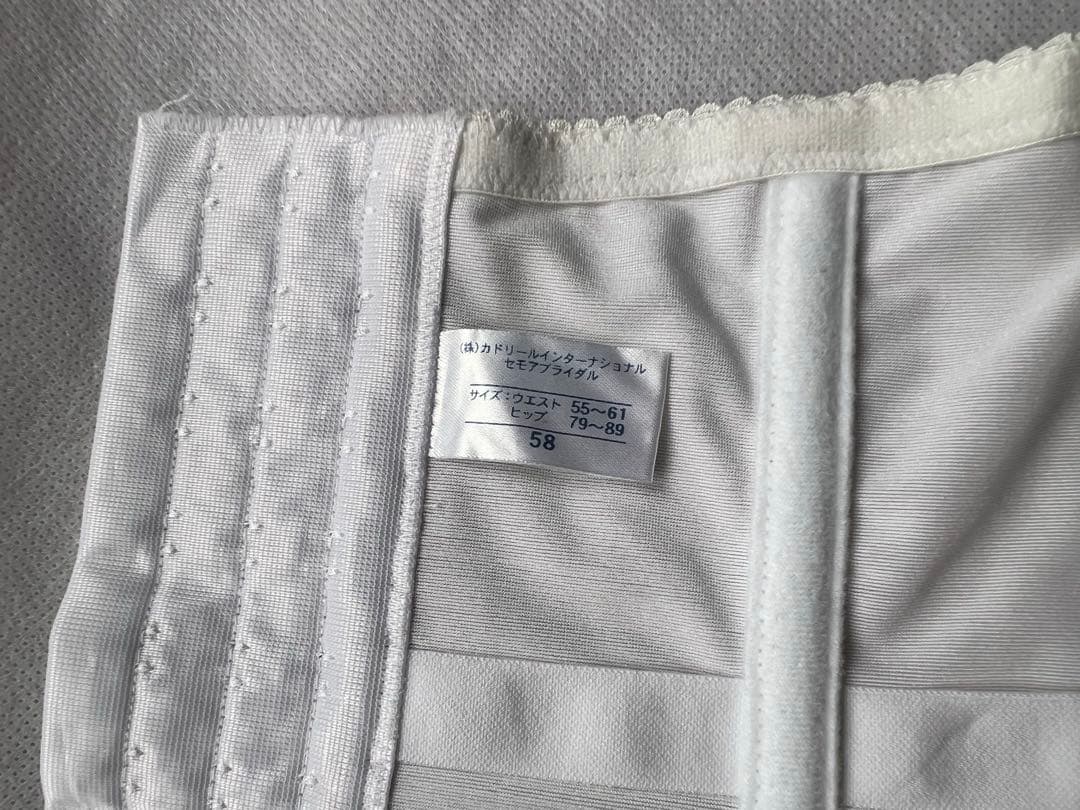 (株)カドリールインターナショナル
セモアブライダル
サイズ:ウエスト 55〜61
ヒップ 79〜89
58